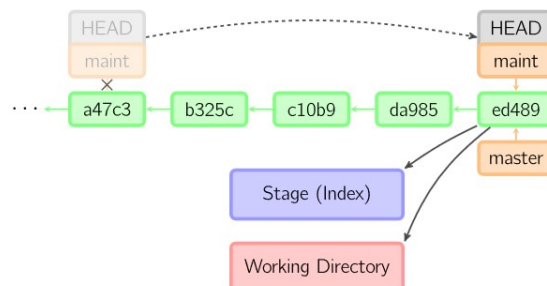 HEAD HEAD
maint maint
... a47c3 b325c c10b9 da985 ed489
master
Stage (Index)
Working Directory